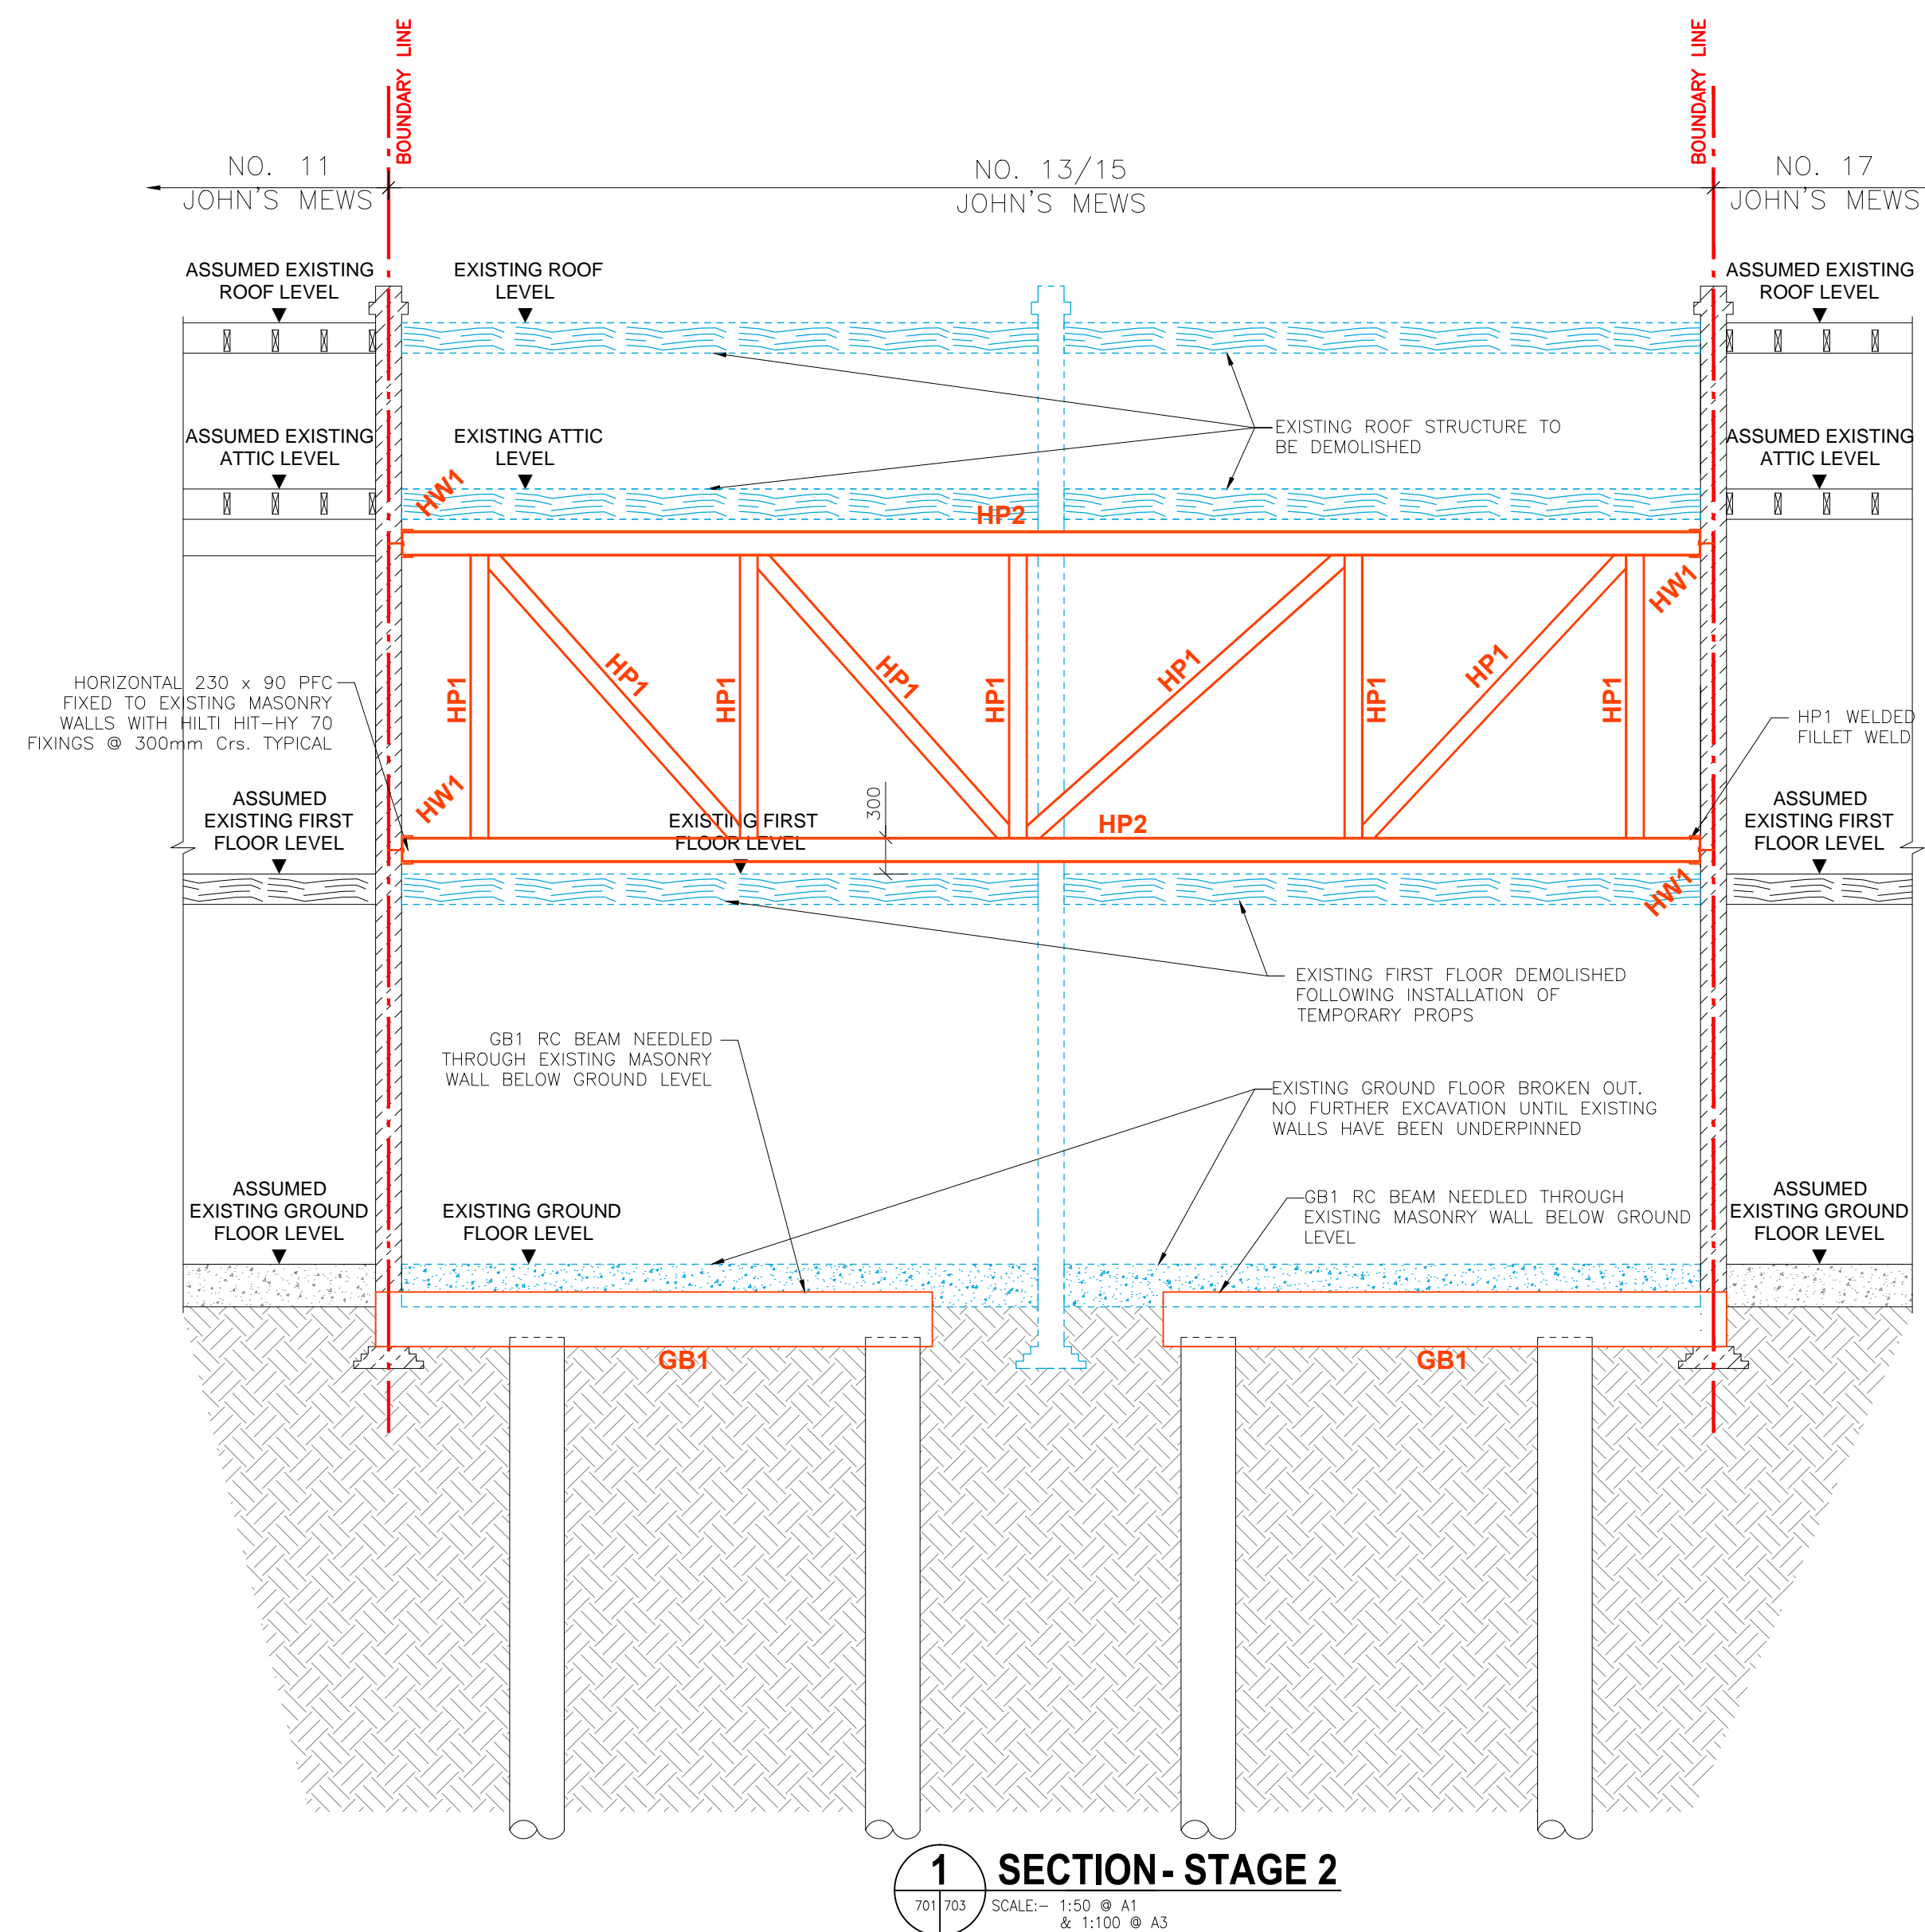 BOUNDARY LINE
BOUNDARY LINE
NO. 11
JOHN'S MEWS
NO. 13/15
JOHN'S MEWS
NO. 17
JOHN'S MEWS
ASSUMED EXISTING
ROOF LEVEL
EXISTING ROOF
LEVEL
ASSUMED EXISTING
ROOF LEVEL
EXISTING ROOF STRUCTURE TO
BE DEMOLISHED
ASSUMED EXISTING
ATTIC LEVEL
EXISTING ATTIC
LEVEL
ASSUMED EXISTING
ATTIC LEVEL
HW1
HP2
HW1
HP1
HP1
HP1
HP1
HP1
HP1
HP1
HP1
HP1
HORIZONTAL 230 x 90 PFC
FIXED TO EXISTING MASONRY
WALLS WITH HILTI HIT-HY 70
FIXINGS @ 300mm Crs. TYPICAL
HP1 WELDED
FILLET WELD
HW1
300
HP2
HW1
ASSUMED
EXISTING FIRST
FLOOR LEVEL
EXISTING FIRST
FLOOR LEVEL
ASSUMED
EXISTING FIRST
FLOOR LEVEL
EXISTING FIRST FLOOR DEMOLISHED
FOLLOWING INSTALLATION OF
TEMPORARY PROPS
GB1 RC BEAM NEEDLED
THROUGH EXISTING MASONRY
WALL BELOW GROUND LEVEL
EXISTING GROUND FLOOR BROKEN OUT.
NO FURTHER EXCAVATION UNTIL EXISTING
WALLS HAVE BEEN UNDERPINNED
ASSUMED
EXISTING GROUND
FLOOR LEVEL
EXISTING GROUND
FLOOR LEVEL
GB1 RC BEAM NEEDLED THROUGH
EXISTING MASONRY WALL BELOW GROUND
LEVEL
ASSUMED
EXISTING GROUND
FLOOR LEVEL
GB1
GB1
1
701 703
SECTION - STAGE 2
SCALE:- 1:50 @ A1
& 1:100 @ A3